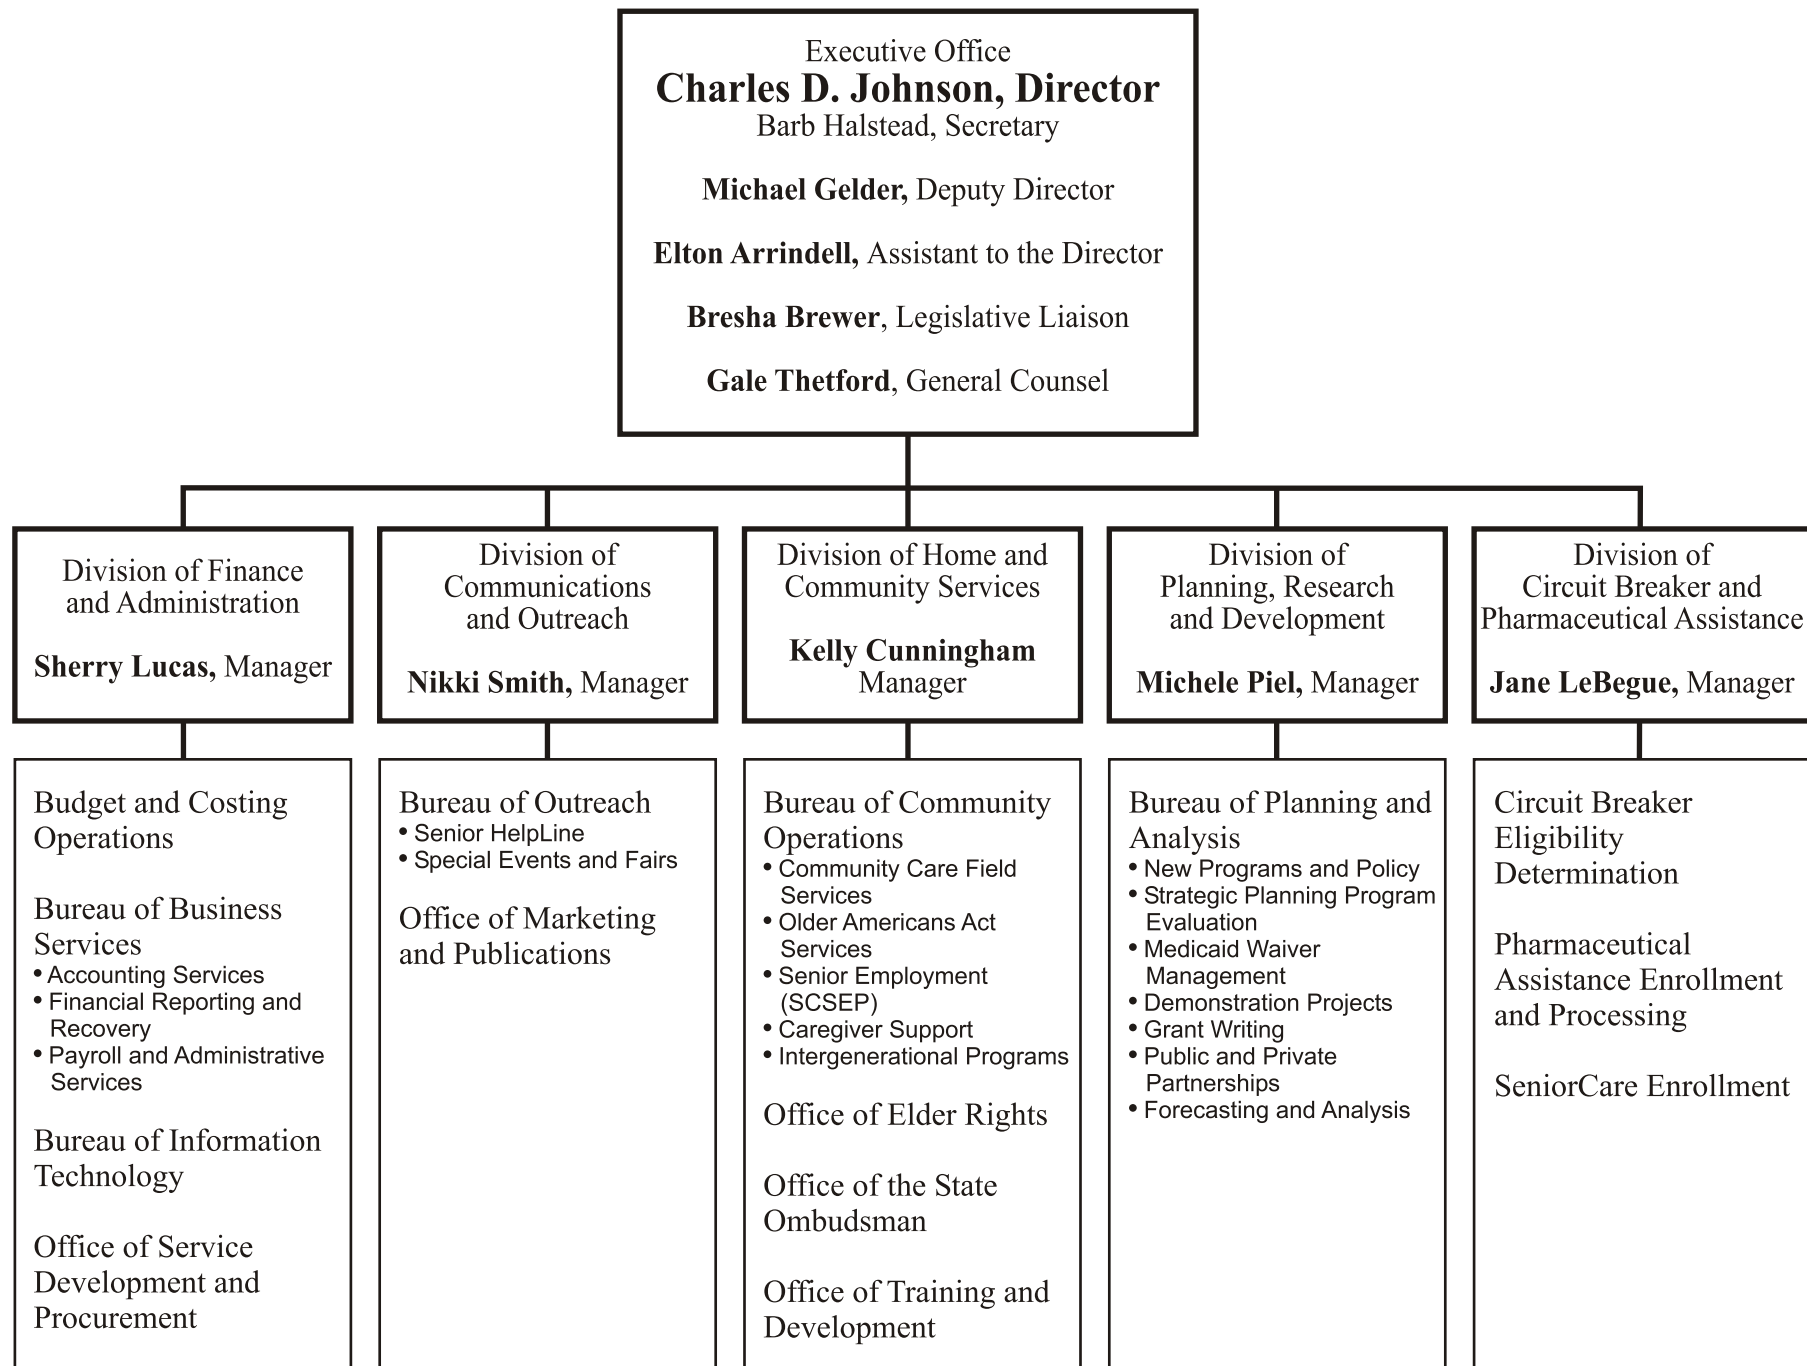 Executive Office
Charles D. Johnson, Director
Barb Halstead, Secretary
Michael Gelder, Deputy Director
Elton Arrindell, Assistant to the Director
Bresha Brewer, Legislative Liaison
Gale Thetford, General Counsel
Division of Finance
and Administration
Sherry Lucas, Manager
Division of
Communications
and Outreach
Nikki Smith, Manager
Division of Home and
Community Services
Kelly Cunningham
Manager
Division of
Planning, Research
and Development
Michele Piel, Manager
Division of
Circuit Breaker and
Pharmaceutical Assistance
Jane LeBegue, Manager
Budget and Costing
Operations
Bureau of Business
Services
• Accounting Services
• Financial Reporting and
Recovery
• Payroll and Administrative
Services
Bureau of Information
Technology
Office of Service
Development and
Procurement
Bureau of Outreach
• Senior HelpLine
• Special Events and Fairs
Office of Marketing
and Publications
Bureau of Community
Operations
• Community Care Field
Services
• Older Americans Act
Services
• Senior Employment
(SCSEP)
• Caregiver Support
• Intergenerational Programs
Office of Elder Rights
Office of the State
Ombudsman
Office of Training and
Development
Bureau of Planning and
Analysis
• New Programs and Policy
• Strategic Planning Program
Evaluation
• Medicaid Waiver
Management
• Demonstration Projects
• Grant Writing
• Public and Private
Partnerships
• Forecasting and Analysis
Circuit Breaker
Eligibility
Determination
Pharmaceutical
Assistance Enrollment
and Processing
SeniorCare Enrollment